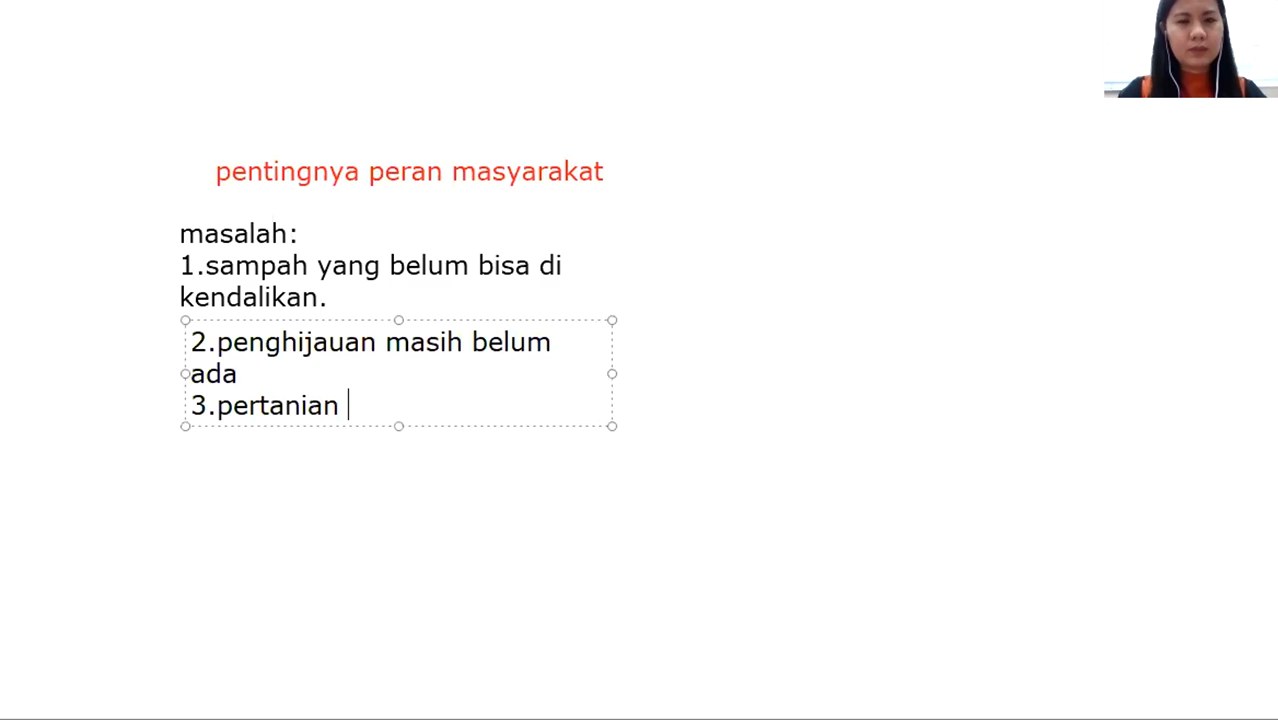 pentingnya peran masyarakat
masalah:
1.sampah yang belum bisa di
kendalikan.
2.penghijauan masih belum
ada
3.pertanian